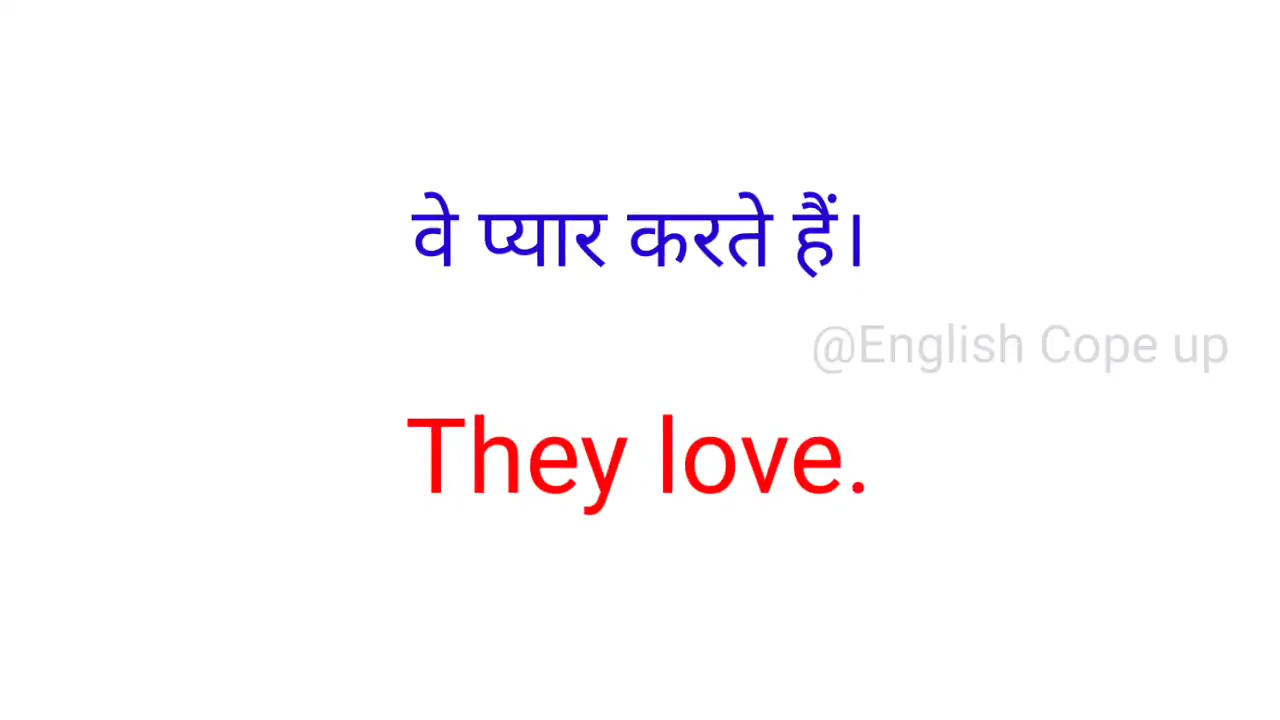 वे प्यार करते हैं।
@English Cope up
They love.